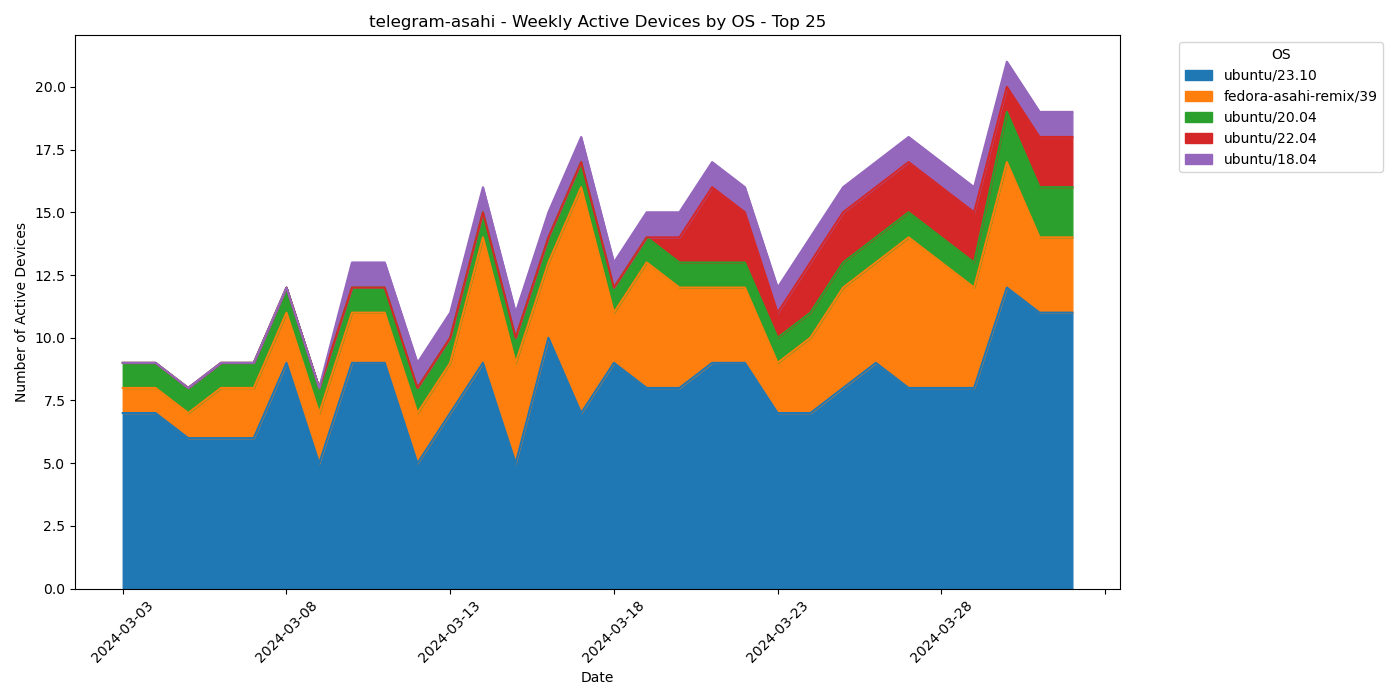 telegram-asahi - Weekly Active Devices by OS - Top 25
OS
ubuntu/23.10
fedora-asahi-remix/39
ubuntu/20.04
ubuntu/22.04
ubuntu/18.04
Number of Active Devices
20.0
17.5
15.0
12.5
10.0
7.5
5.0
2.5
0.0
2024-03-03
2024-03-08
2024-03-13
2024-03-18
2024-03-23
2024-03-28
Date